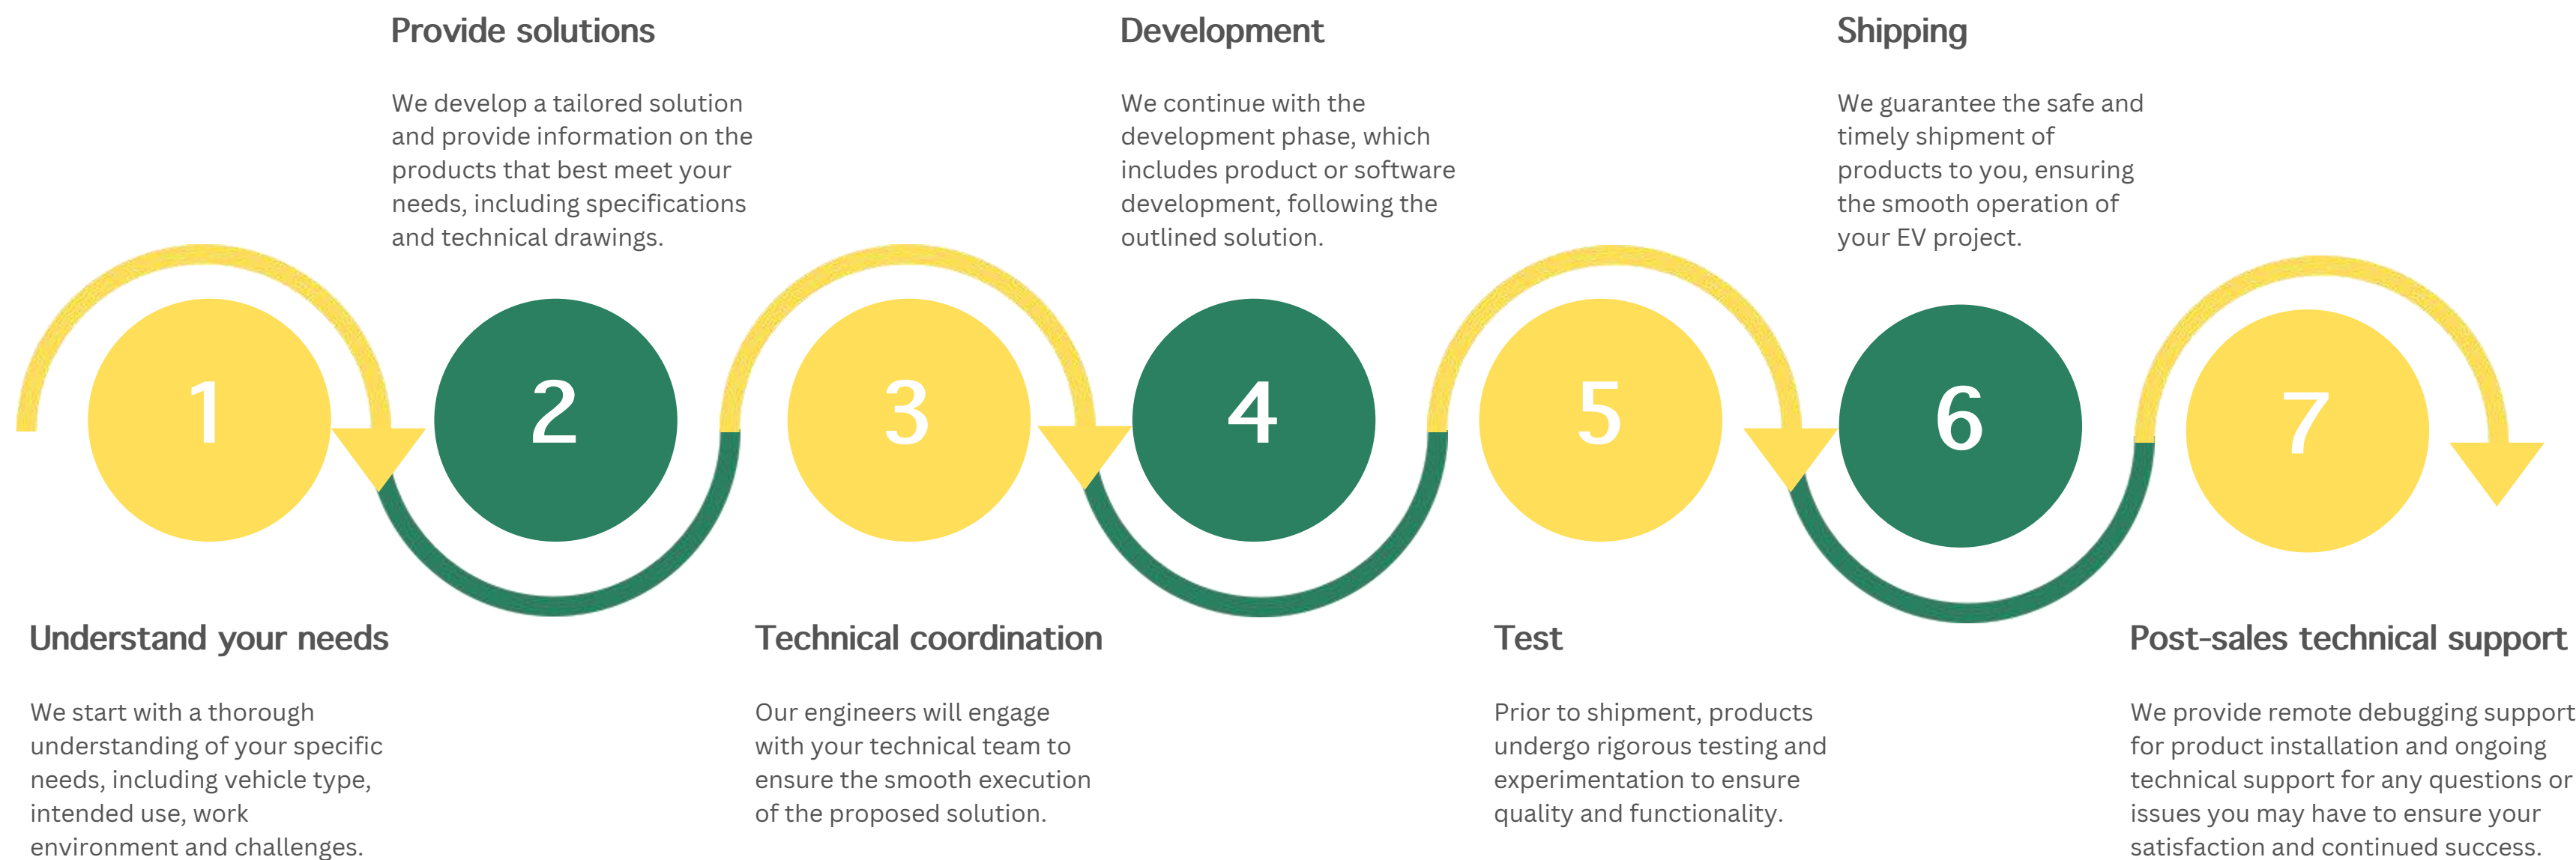 1
Understand your needs
We start with a thorough
understanding of your specific
needs, including vehicle type,
intended use, work
environment and challenges.
2
Provide solutions
We develop a tailored solution
and provide information on the
products that best meet your
needs, including specifications
and technical drawings.
3
Technical coordination
Our engineers will engage
with your technical team to
ensure the smooth execution
of the proposed solution.
4
Development
We continue with the
development phase, which
includes product or software
development, following the
outlined solution.
5
Test
Prior to shipment, products
undergo rigorous testing and
experimentation to ensure
quality and functionality.
6
Shipping
We guarantee the safe and
timely shipment of
products to you, ensuring
the smooth operation of
your EV project.
7
Post-sales technical support
We provide remote debugging support
for product installation and ongoing
technical support for any questions or
issues you may have to ensure your
satisfaction and continued success.